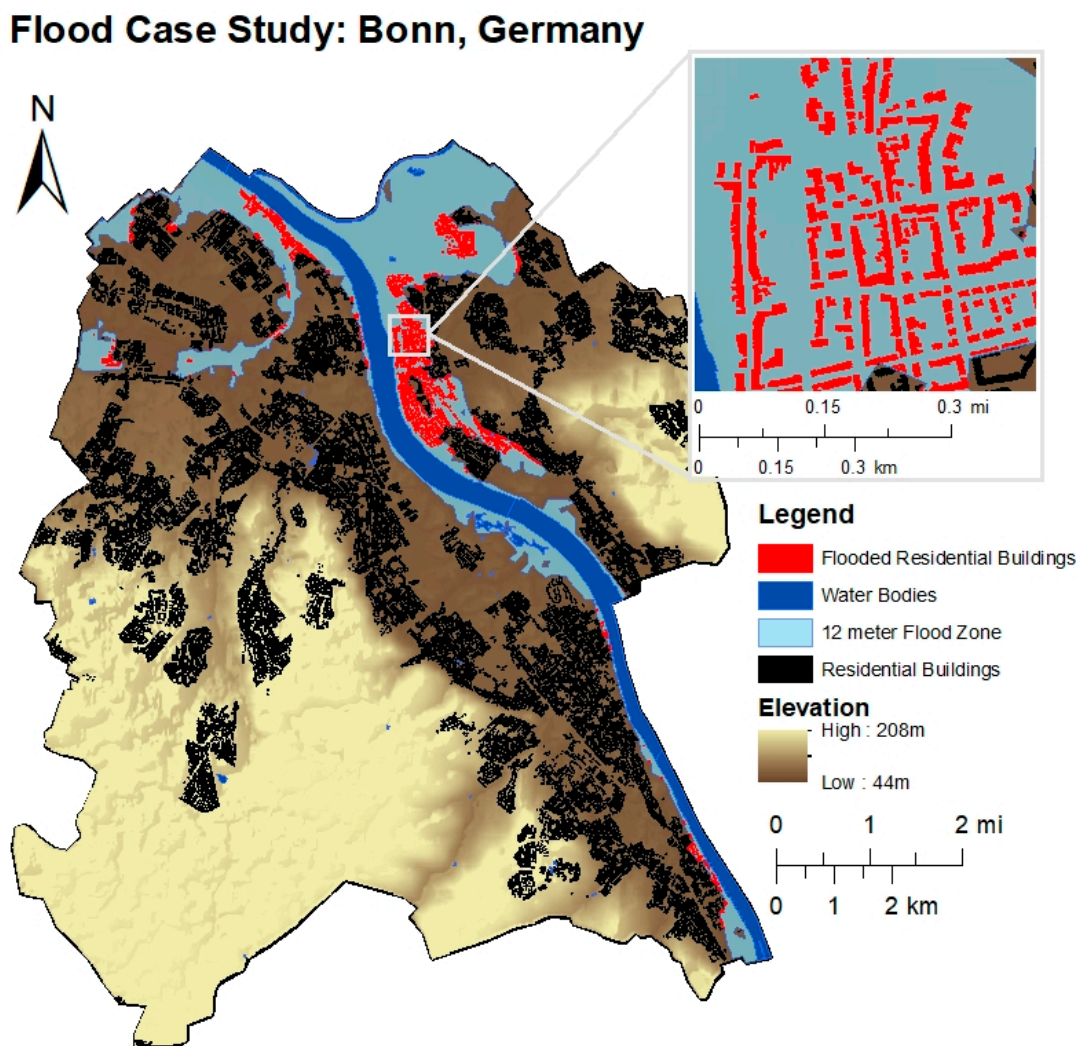 Flood Case Study: Bonn, Germany
N
0 0.15 0.3 mi
0 0.15 0.3 km
Legend
Flooded Residential Buildings
Water Bodies
12 meter Flood Zone
Residential Buildings
Elevation
High : 208m
Low : 44m
0 1 2 mi
0 1 2 km